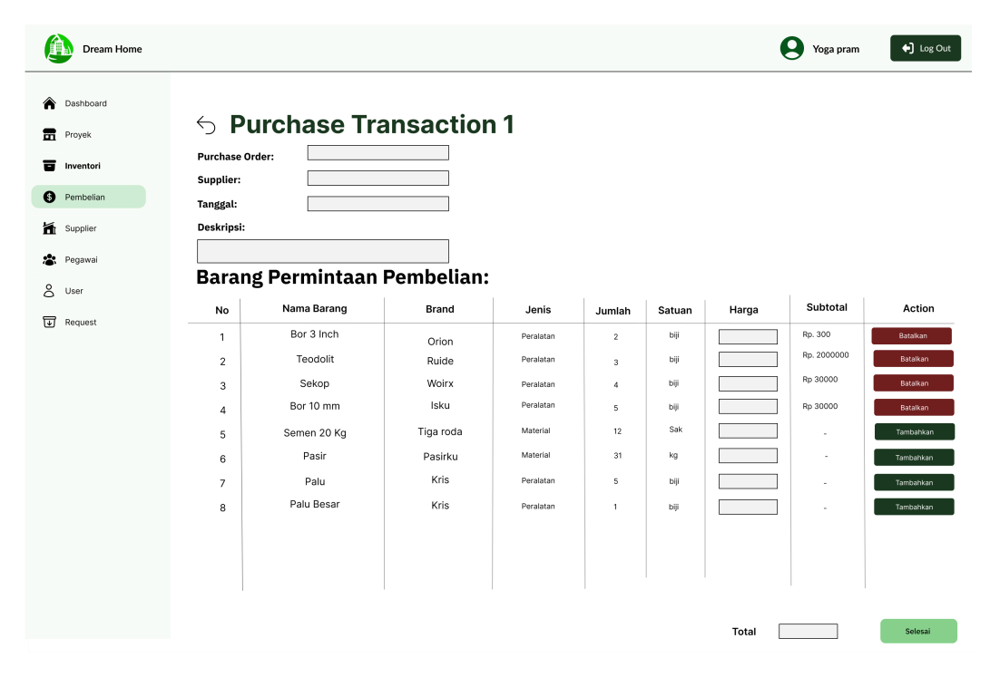 Dream Home
Yoga pram
Log Out
Dashboard
Proyek
Inventori
Pembelian
Supplier
Pegawai
User
Request
Purchase Transaction 1
Purchase Order:
Supplier:
Tanggal:
Deskripsi:
Barang Permintaan Pembelian:
No Nama Barang Brand Jenis Jumlah Satuan Harga Subtotal Action
1 Bor 3 Inch Orion Peralatan 2 biji Rp. 300 Batalkan
2 Teodolit Ruide Peralatan 3 biji Rp. 2000000 Batalkan
3 Sekop Woirx Peralatan 4 biji Rp 30000 Batalkan
4 Bor 10 mm Isku Peralatan 5 biji Rp 30000 Batalkan
5 Semen 20 Kg Tiga roda Material 12 Sak - Tambahkan
6 Pasir Pasirku Material 31 kg - Tambahkan
7 Palu Kris Peralatan 5 biji - Tambahkan
8 Palu Besar Kris Peralatan 1 biji - Tambahkan
Total
Selesai